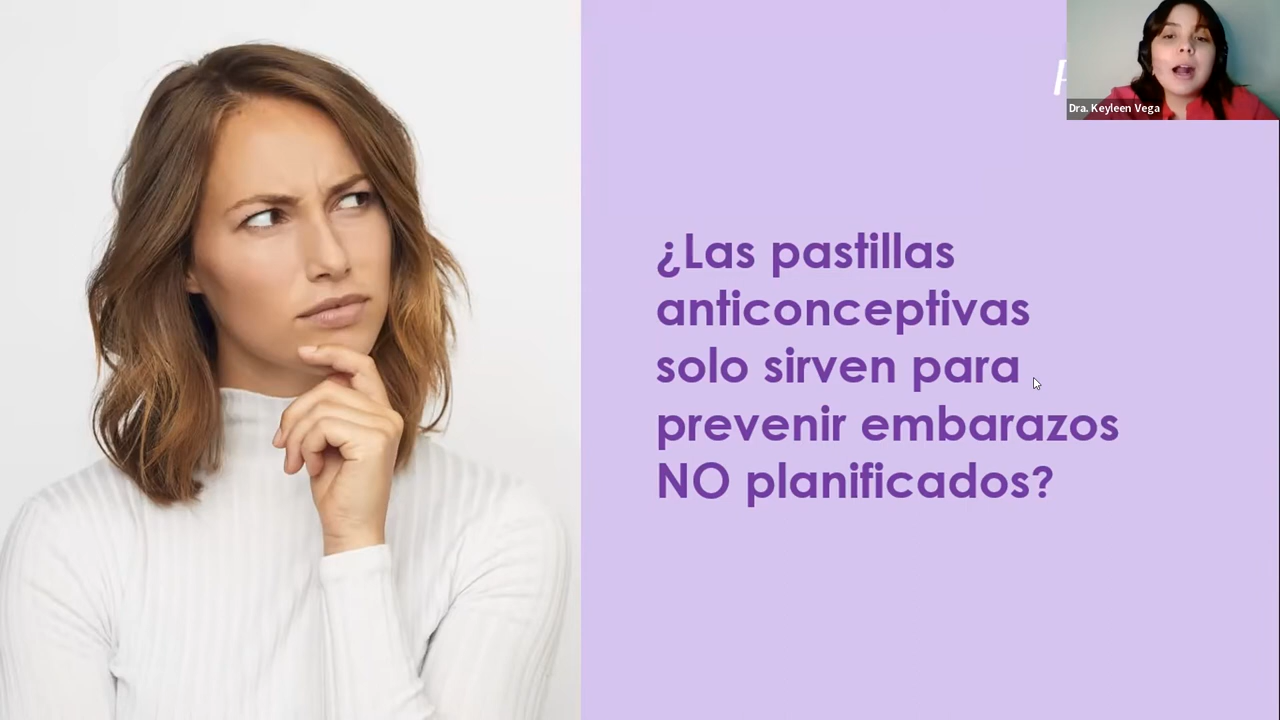 Dra. Keyleen Vega
¿Las pastillas
anticonceptivas
solo sirven para
prevenir embarazos
NO planificados?